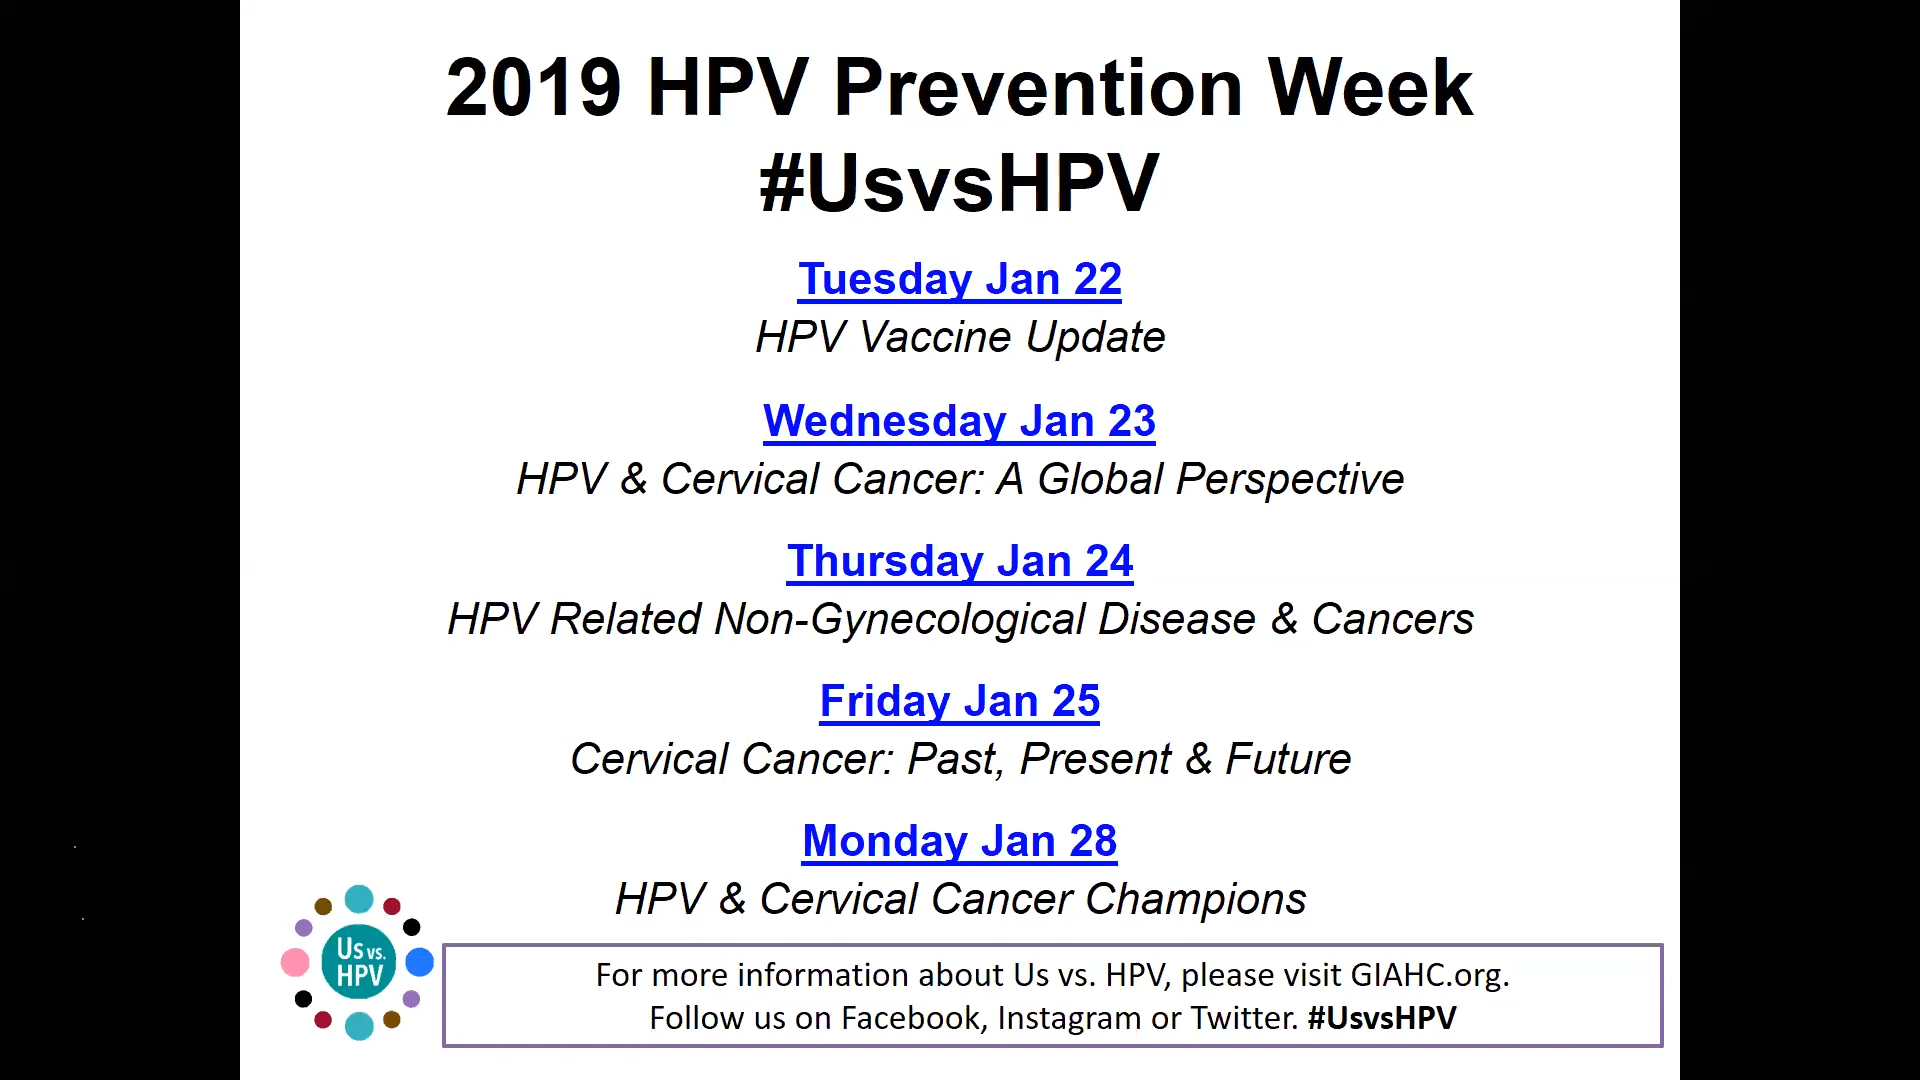 2019 HPV Prevention Week
#UsvsHPV
Tuesday Jan 22
HPV Vaccine Update
Wednesday Jan 23
HPV & Cervical Cancer: A Global Perspective
Thursday Jan 24
HPV Related Non-Gynecological Disease & Cancers
Friday Jan 25
Cervical Cancer: Past, Present & Future
Monday Jan 28
HPV & Cervical Cancer Champions
Us vs.
HPV
For more information about Us vs. HPV, please visit GIAHC.org.
Follow us on Facebook, Instagram or Twitter. #UsvsHPV